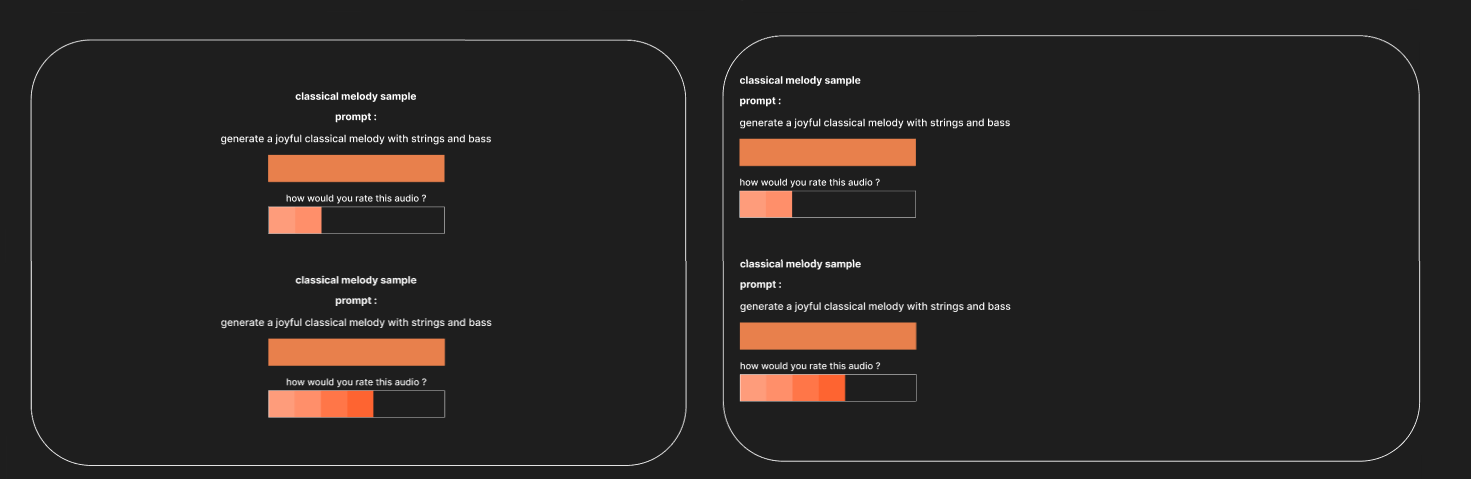 classical melody sample
prompt :
generate a joyful classical melody with strings and bass
how would you rate this audio ?
classical melody sample
prompt :
generate a joyful classical melody with strings and bass
how would you rate this audio ?
classical melody sample
prompt :
generate a joyful classical melody with strings and bass
how would you rate this audio ?
classical melody sample
prompt :
generate a joyful classical melody with strings and bass
how would you rate this audio ?